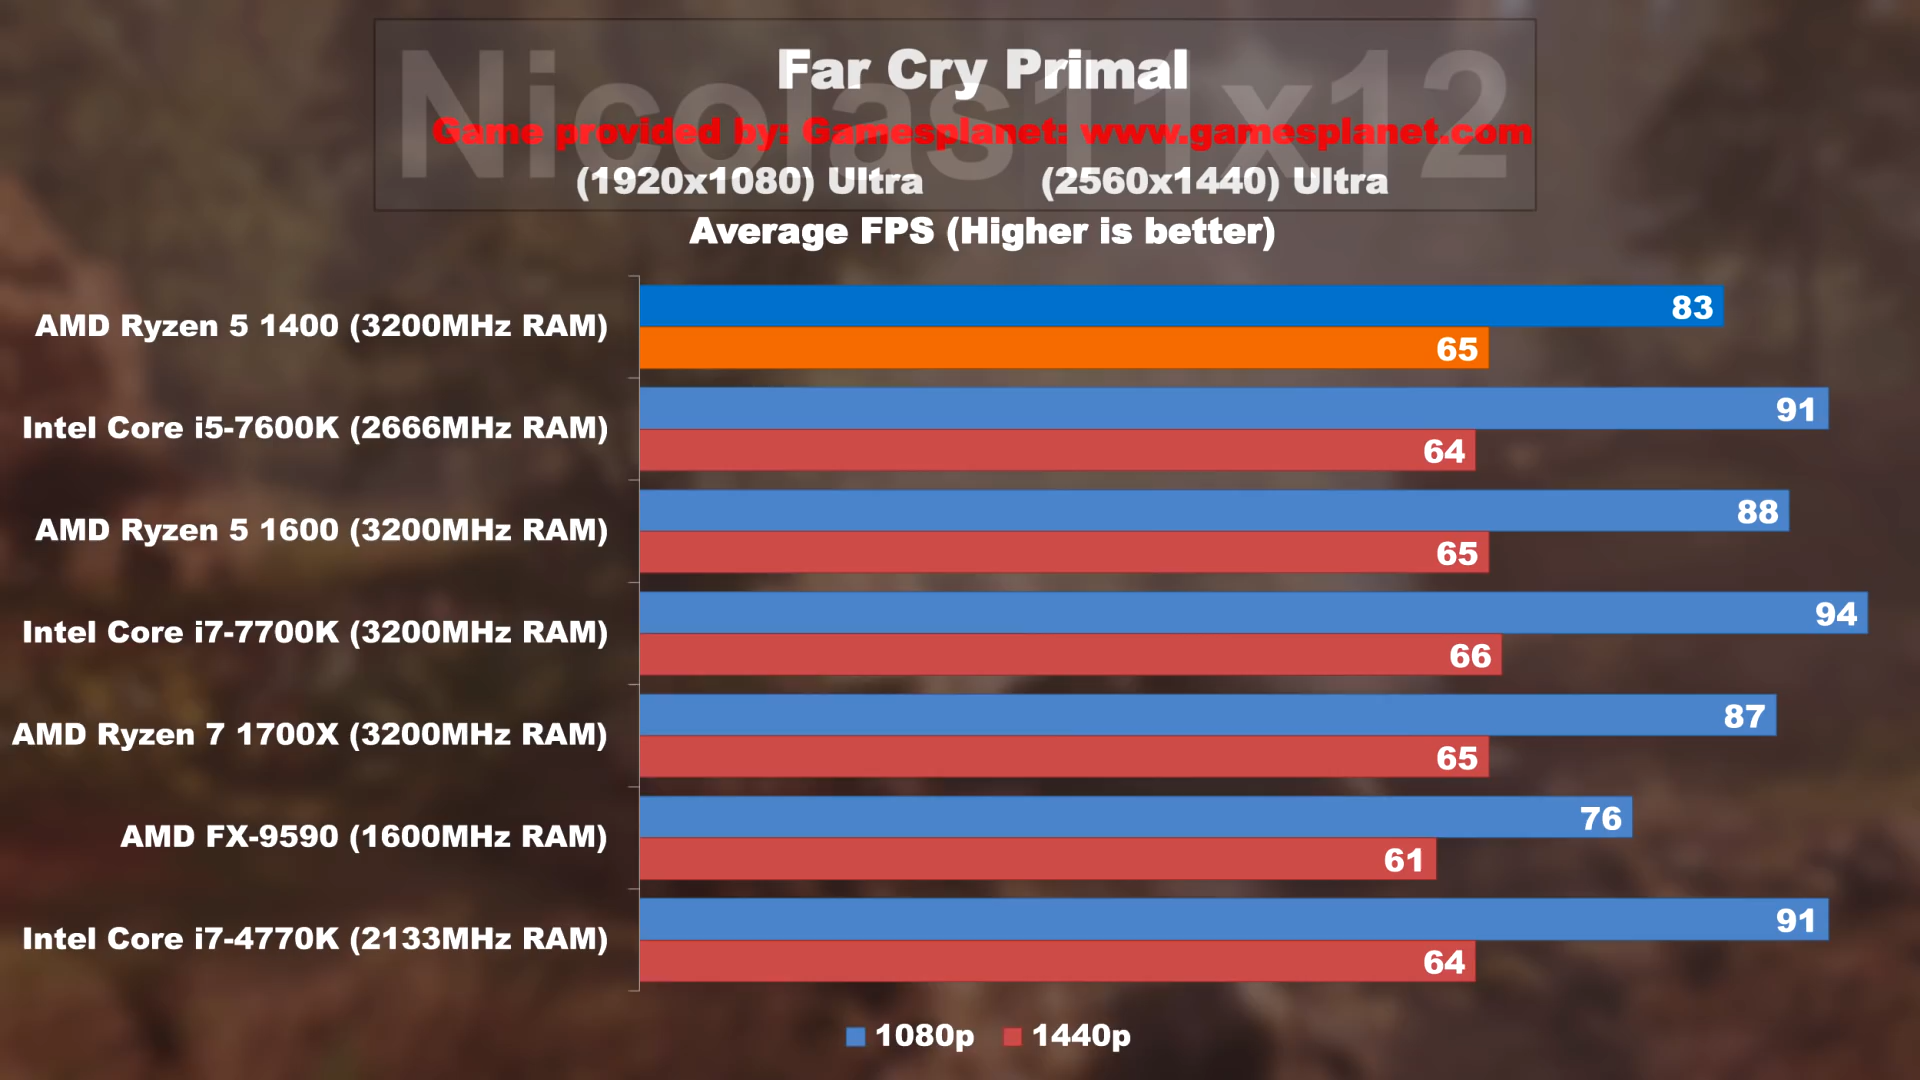 Nicolas11x12
Far Cry Primal
Game provided by: Gamesplanet: www.gamesplanet.com
(1920x1080) Ultra (2560x1440) Ultra
Average FPS (Higher is better)
AMD Ryzen 5 1400 (3200MHz RAM)
83
65
Intel Core i5-7600K (2666MHz RAM)
91
64
AMD Ryzen 5 1600 (3200MHz RAM)
88
65
Intel Core i7-7700K (3200MHz RAM)
94
66
AMD Ryzen 7 1700X (3200MHz RAM)
87
65
AMD FX-9590 (1600MHz RAM)
76
61
Intel Core i7-4770K (2133MHz RAM)
91
64
1080p 1440p